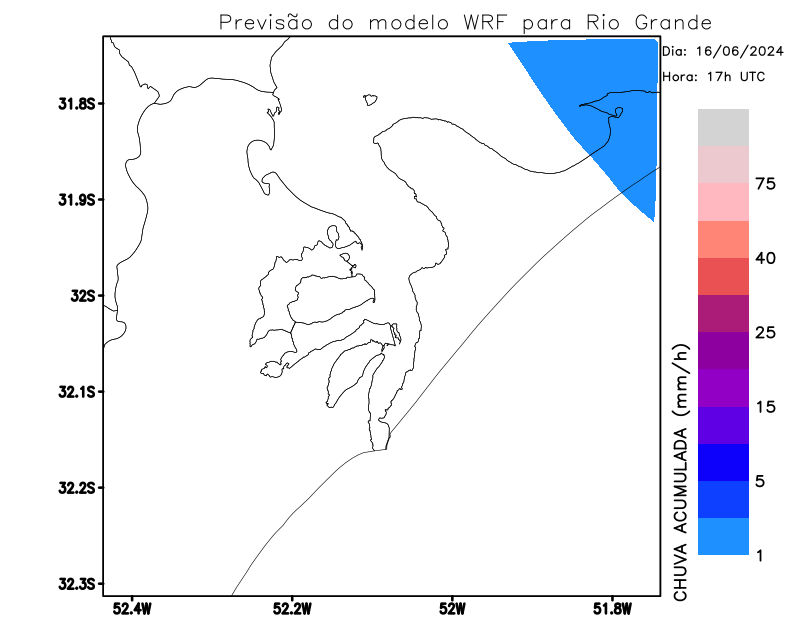 Previsão do modelo WRF para Rio Grande
Dia: 16/06/2024
Hora: 17h UTC
31.8S
31.9S
32S
32.1S
32.2S
32.3S
52.4W
52.2W
52W
51.8W
CHUVA ACUMULADA (mm/h)
75
40
25
15
5
1